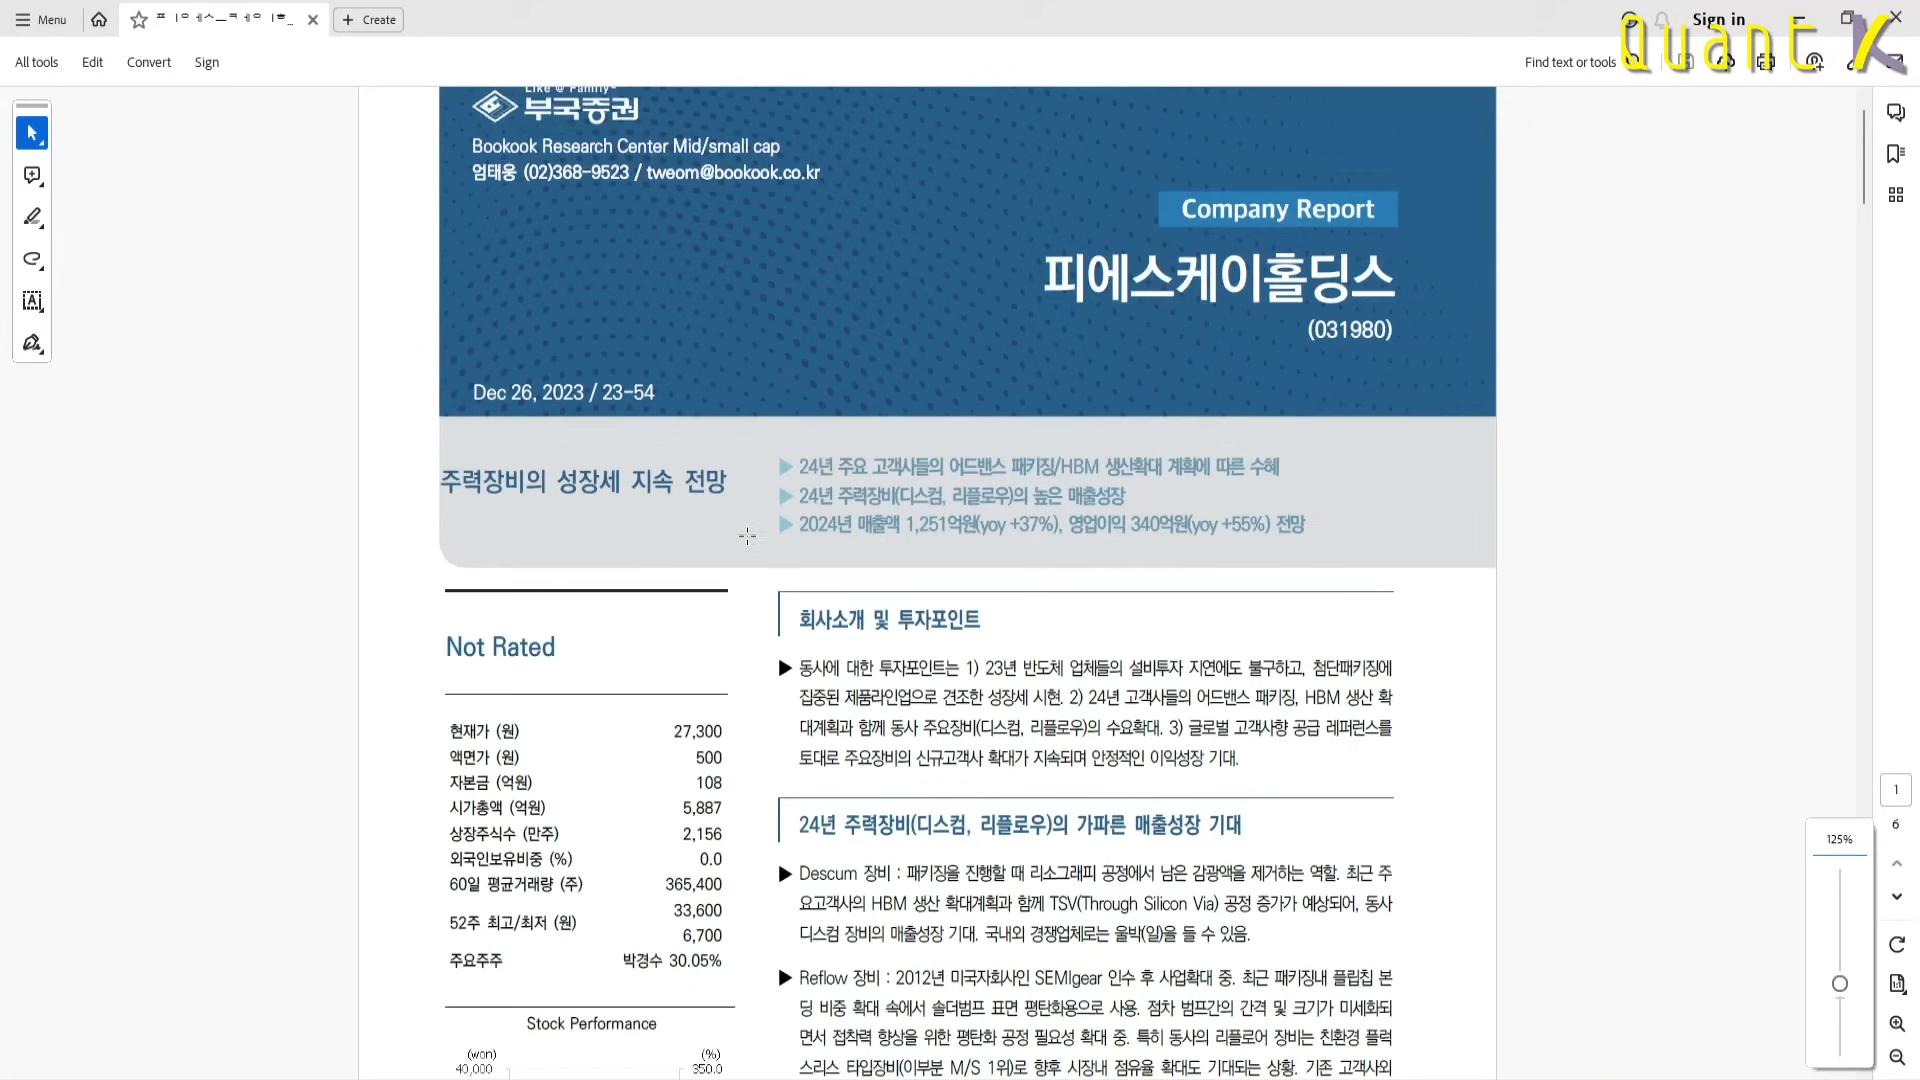 Menu
Create
Sign in
Quant K
All tools
Edit
Convert
Sign
Find text or tools
Like @ Family
부국증권
Bookook Research Center Mid/small cap
엄태웅 (02)368-9523 / tweom@bookook.co.kr
Company Report
피에스케이홀딩스
(031980)
Dec 26, 2023 / 23-54
주력장비의 성장세 지속 전망
▶ 24년 주요 고객사들의 어드밴스 패키징/HBM 생산확대 계획에 따른 수혜
▶ 24년 주력장비(디스컴, 리플로우)의 높은 매출성장
▶ 2024년 매출액 1,251억원(yoy +37%), 영업이익 340억원(yoy +55%) 전망
Not Rated
현재가 (원) 27,300
액면가 (원) 500
자본금 (억원) 108
시가총액 (억원) 5,887
상장주식수 (만주) 2,156
외국인보유비중 (%) 0.0
60일 평균거래량 (주) 365,400
52주 최고/최저 (원) 33,600
6,700
주요주주 박경수 30.05%
Stock Performance
(won) (%)
40,000 350.0
회사소개 및 투자포인트
▶ 동사에 대한 투자포인트는 1) 23년 반도체 업체들의 설비투자 지연에도 불구하고, 첨단패키징에
집중된 제품라인업으로 견조한 성장세 시현. 2) 24년 고객사들의 어드밴스 패키징, HBM 생산 확
대계획과 함께 동사 주요장비(디스컴, 리플로우)의 수요확대. 3) 글로벌 고객사향 공급 레퍼런스를
토대로 주요장비의 신규고객사 확대가 지속되며 안정적인 이익성장 기대.
24년 주력장비(디스컴, 리플로우)의 가파른 매출성장 기대
▶ Descum 장비 : 패키징을 진행할 때 리소그래피 공정에서 남은 감광액을 제거하는 역할. 최근 주
요고객사의 HBM 생산 확대계획과 함께 TSV(Through Silicon Via) 공정 증가가 예상되어, 동사
디스컴 장비의 매출성장 기대. 국내외 경쟁업체로는 울박(일)을 들 수 있음.
▶ Reflow 장비 : 2012년 미국자회사인 SEMIgear 인수 후 사업확대 중. 최근 패키징내 플립칩 본
딩 비중 확대 속에서 솔더범프 표면 평탄화용으로 사용. 점차 범프간의 간격 및 크기가 미세화되
면서 접착력 향상을 위한 평탄화 공정 필요성 확대 중. 특히 동사의 리플로어 장비는 친환경 플럭
스리스 타입장비(이부분 M/S 1위)로 향후 시장내 점유율 확대도 기대되는 상황. 기존 고객사외
1
6
125%